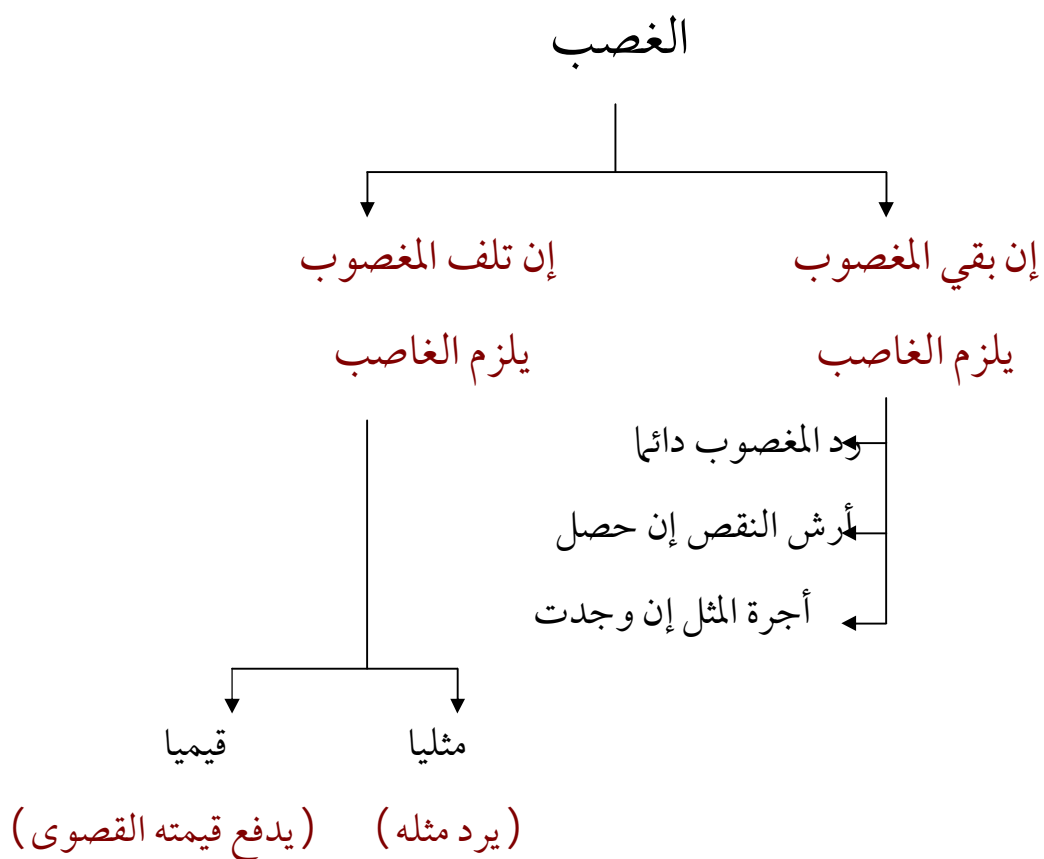 الغصب
إن بقي المغصوب
إن تلف المغصوب
يلزم الغاصب
يلزم الغاصب
رد المغصوب دائما
أرش النقص إن حصل
أجرة المثل إن وجدت
مثليا
قيميا
(يرد مثله)
(يدفع قيمته القصوى)